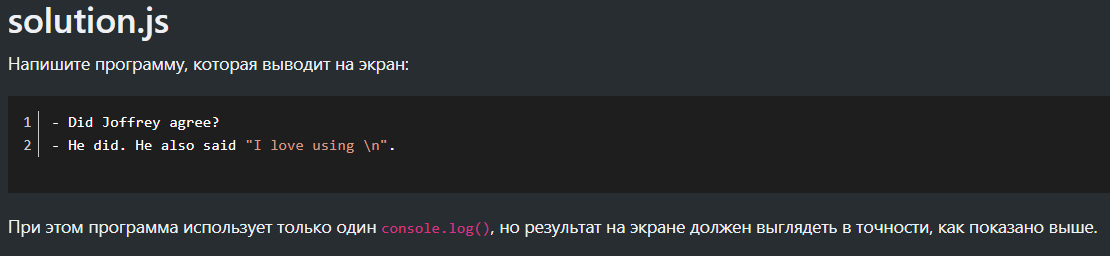 solution.js
Напишите программу, которая выводит на экран:
1 - Did Joffrey agree?
2 - He did. He also said "I love using \n".
При этом программа использует только один console.log(), но результат на экране должен выглядеть в точности, как показано выше.